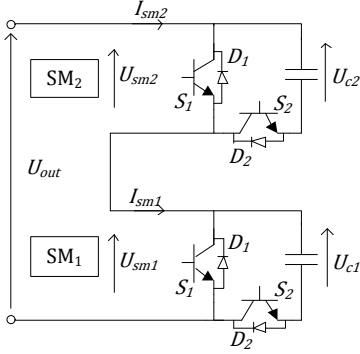 I_sm2
SM_2
U_sm2
S_1
D_1
S_2
D_2
U_c2
U_out
I_sm1
SM_1
U_sm1
S_1
D_1
S_2
D_2
U_c1